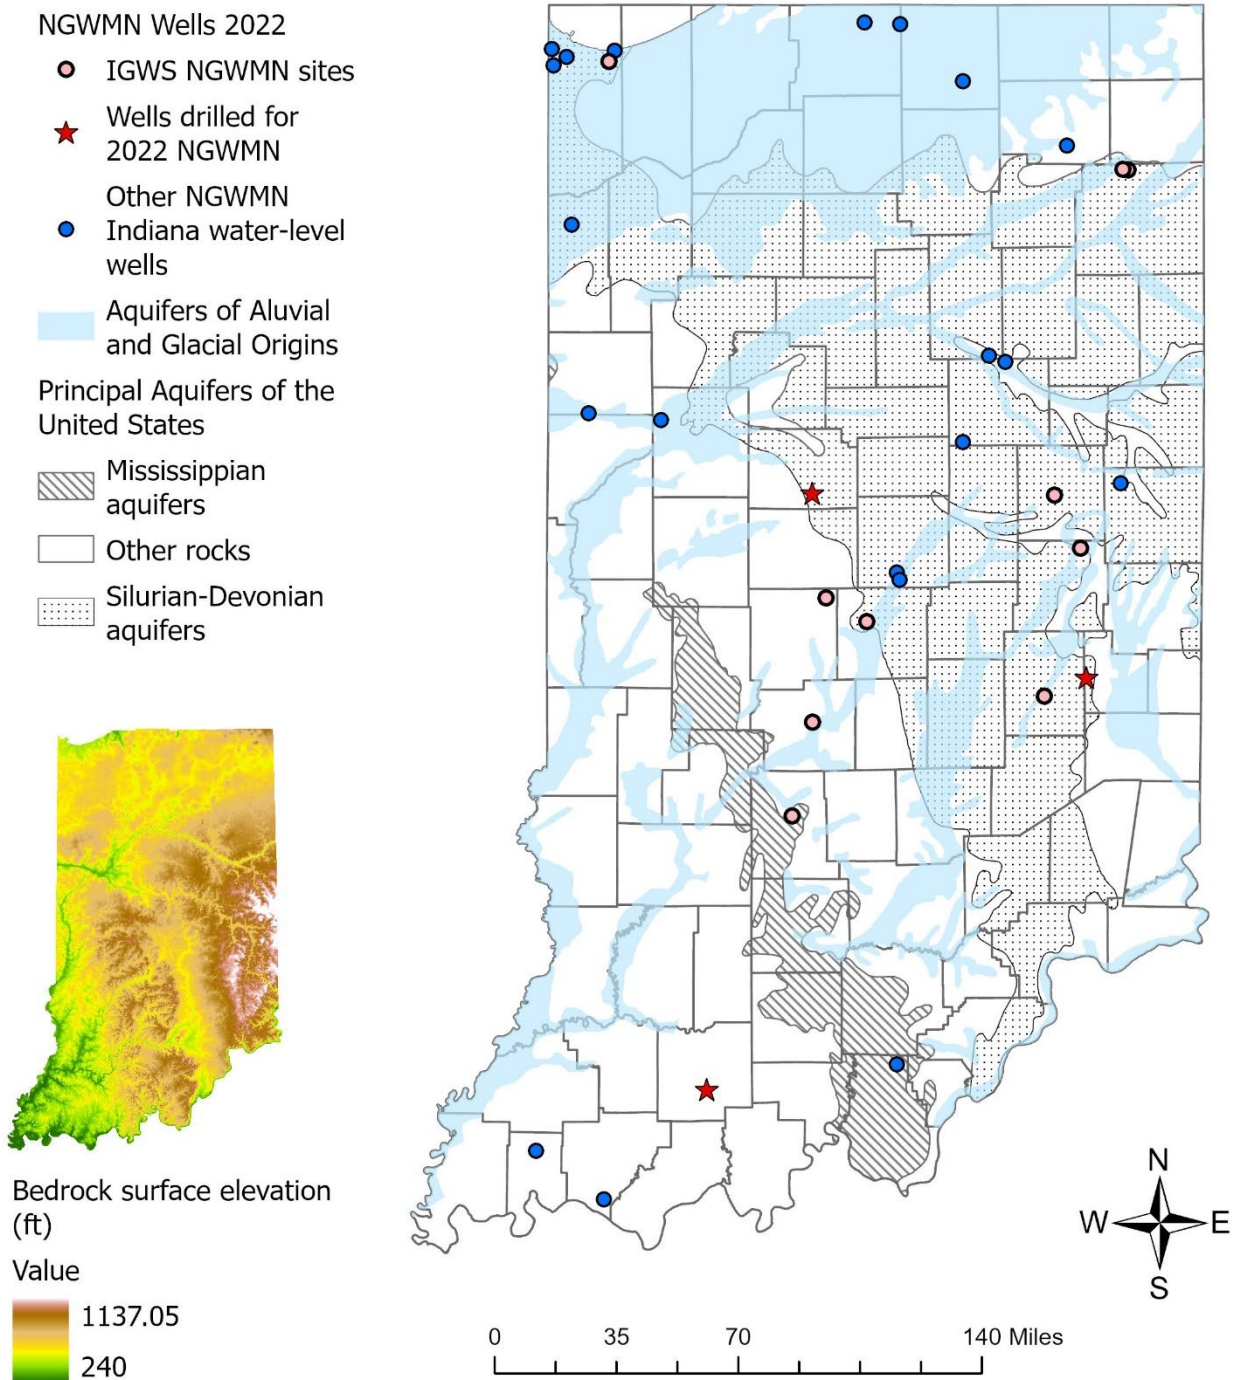 NGWMN Wells 2022
IGWS NGWMN sites
Wells drilled for
2022 NGWMN
Other NGWMN
Indiana water-level
wells
Aquifers of Aluvial
and Glacial Origins
Principal Aquifers of the
United States
Mississippian
aquifers
Other rocks
Silurian-Devonian
aquifers
Bedrock surface elevation
(ft)
Value
1137.05
240
N
W E
S
0 35 70 140 Miles